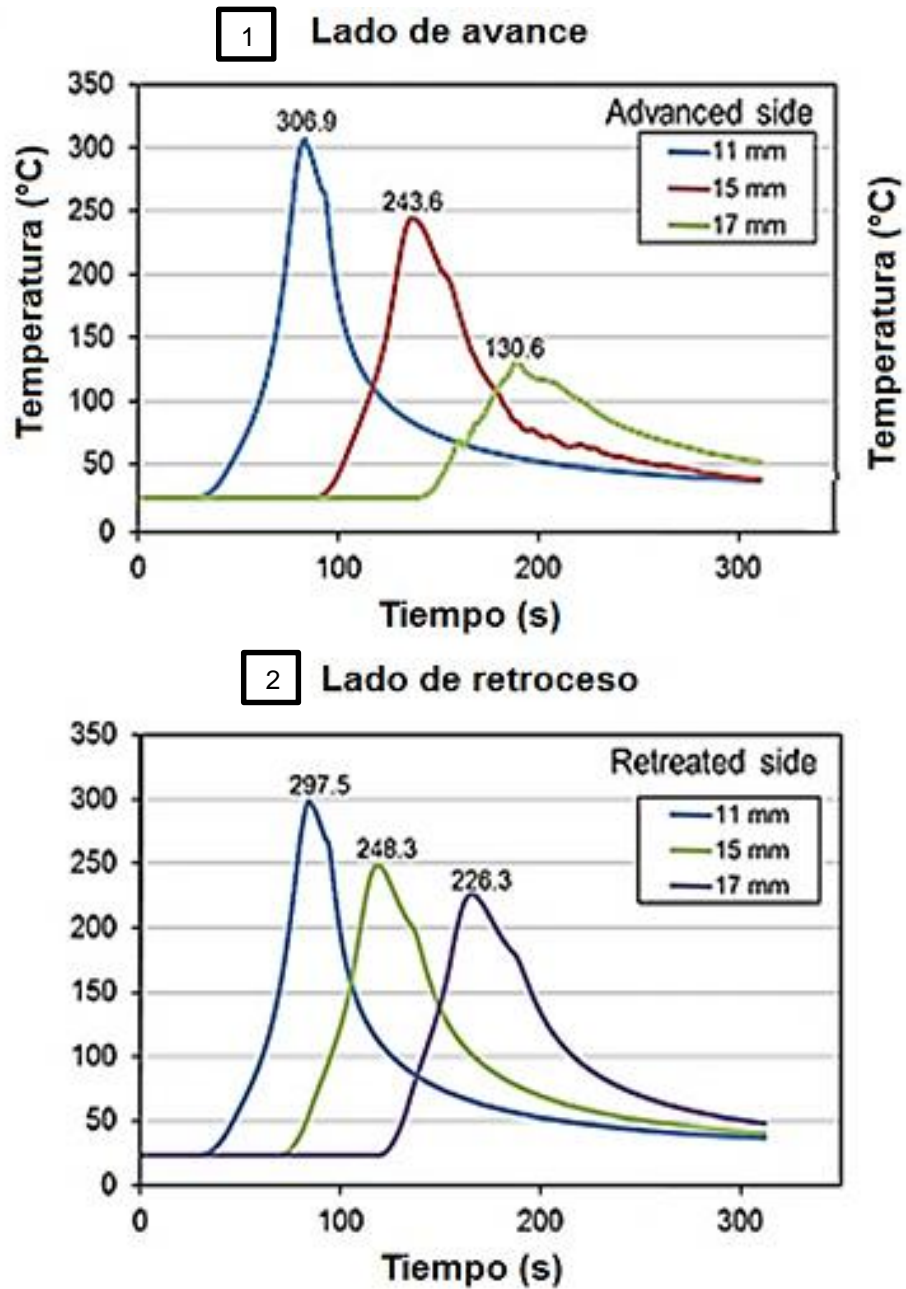 1 Lado de avance
350
300
250
200
150
100
50
0
Temperatura (°C)
306.9
243.6
130.6
Advanced side
11 mm
15 mm
17 mm
Temperatura (°C)
0 100 200 300
Tiempo (s)
2 Lado de retroceso
350
300
250
200
150
100
50
0
297.5
248.3
226.3
Retreated side
11 mm
15 mm
17 mm
0 100 200 300
Tiempo (s)